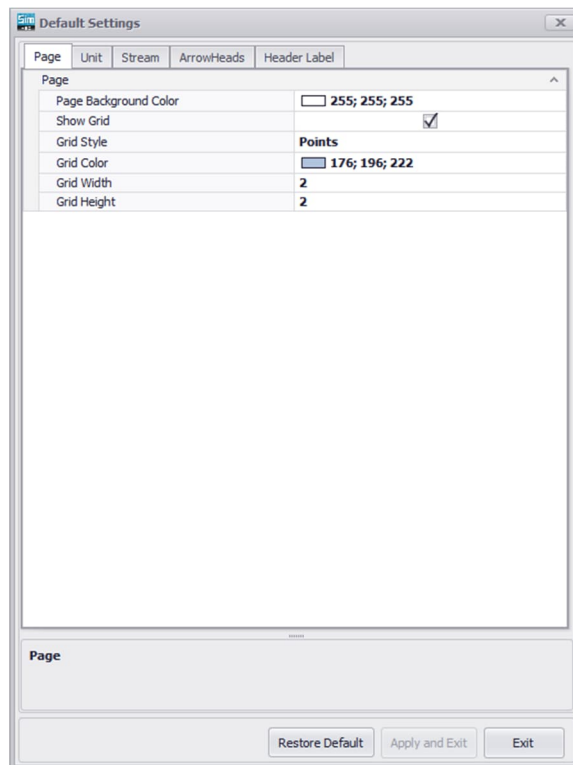 Sim
Default Settings
Page Unit Stream ArrowHeads Header Label
Page
Page Background Color 255; 255; 255
Show Grid
Grid Style Points
Grid Color 176; 196; 222
Grid Width 2
Grid Height 2
Page
Restore Default Apply and Exit Exit